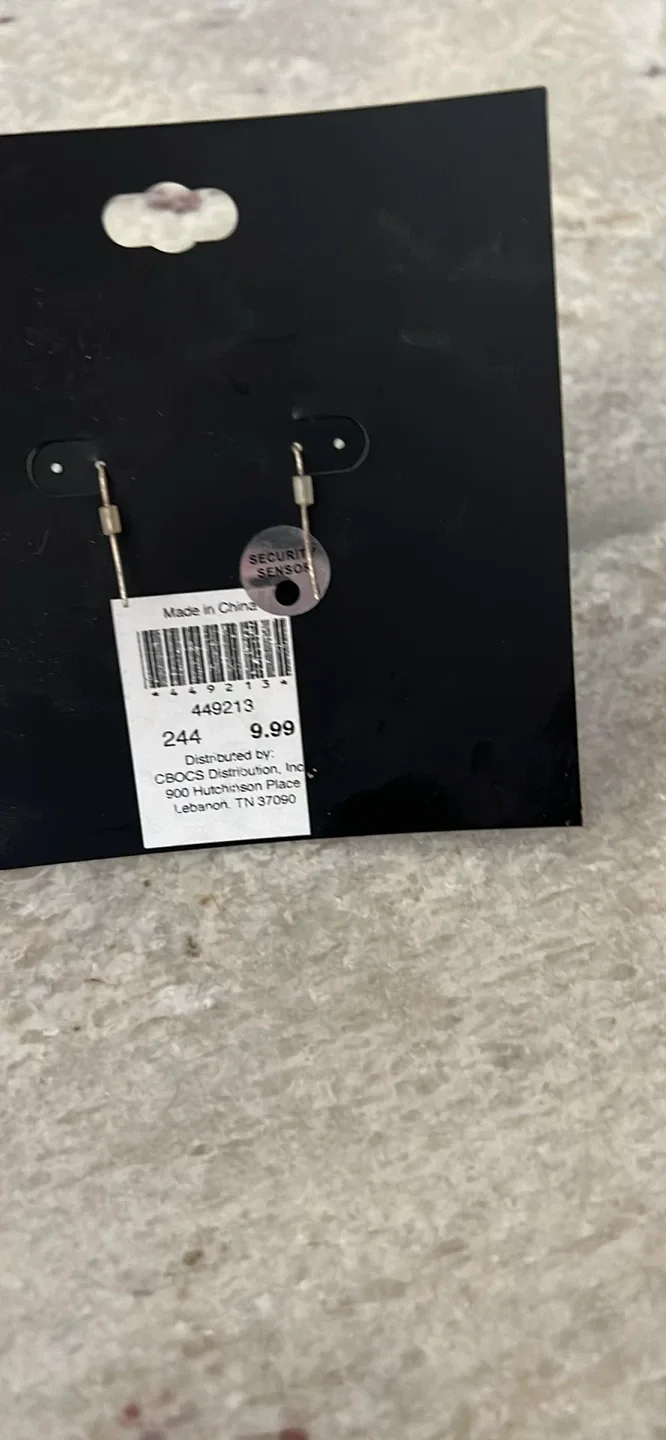 SECURITY
SENSOR
Made in China
*449213*
449213
244 9.99
Distributed by:
CBOCS Distribution, Inc.
900 Hutchinson Place
Lebanon, TN 37090